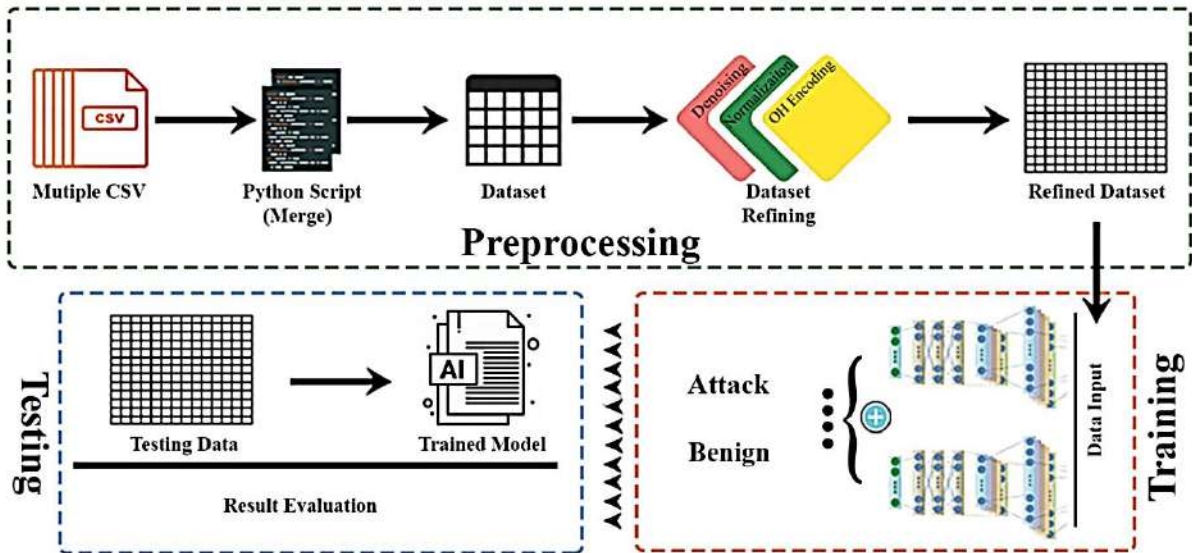 CSV
Denoising
Normalization
OH Encoding
Mutiple CSV
Python Script
(Merge)
Dataset
Dataset
Refining
Refined Dataset
Preprocessing
Testing
AI
Testing Data
Trained Model
Result Evaluation
Attack
Benign
Data Input
Training